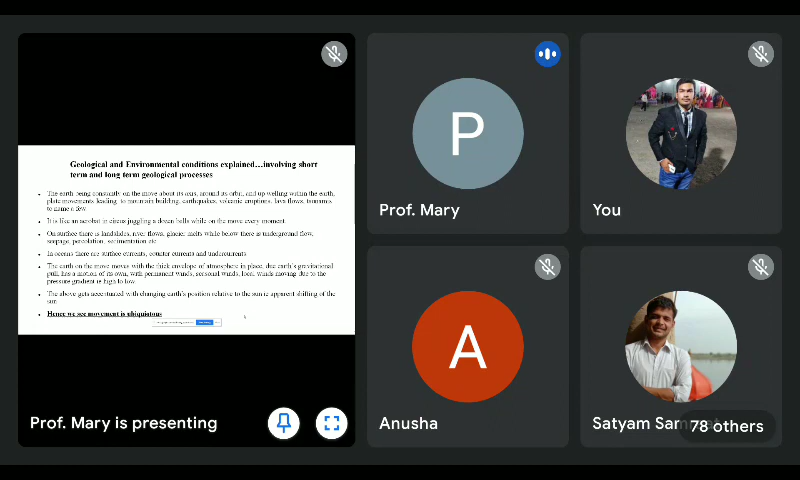 Geological and Environmental conditions explained…involving short
term and long term geological processes
• The earth being constantly on the move about its axis, around its orbit, and up welling within the earth,
plate movements leading to mountain building, earthquakes, volcanic eruptions, lava flows, tsunamis
to name a few
• It is like an acrobat in circus juggling a dozen balls while on the move every moment
• On surface there is landslides, river flows, glacier melts while below there is underground flow,
seepage, percolation, sedimentation etc
• In oceans there are surface currents, counter currents and undercurrents
• The earth on the move moves with the thick envelope of atmosphere in place, due earth's gravitational
pull, has a motion of its own, with permanent winds, seasonal winds, local winds moving due to the
pressure gradient ie high to low
• The above gets accentuated with changing earth's position relative to the sun ie apparent shifting of the
sun
• Hence we see movement is ubiquitous
Prof. Mary is presenting
P
Prof. Mary
You
A
Anusha
Satyam
78 others